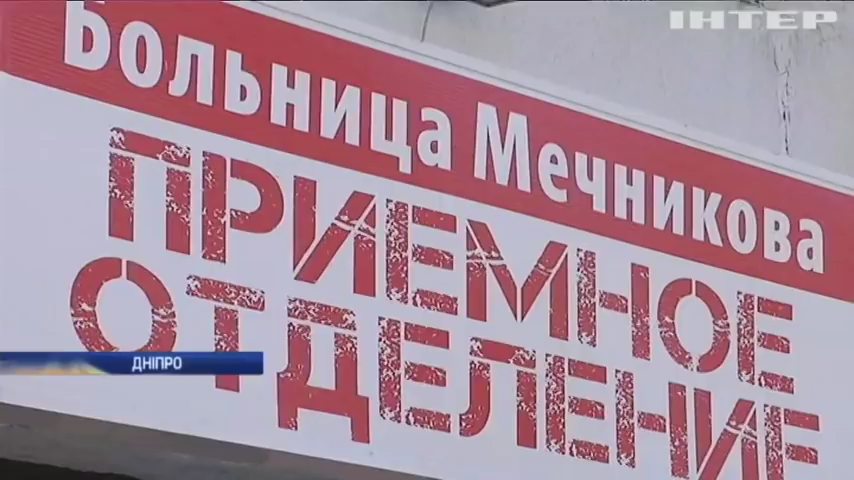 ІНТЕР
Больница Мечникова
ПРИЕМНОЕ
ОТДЕЛЕНИЕ
ДНІПРО